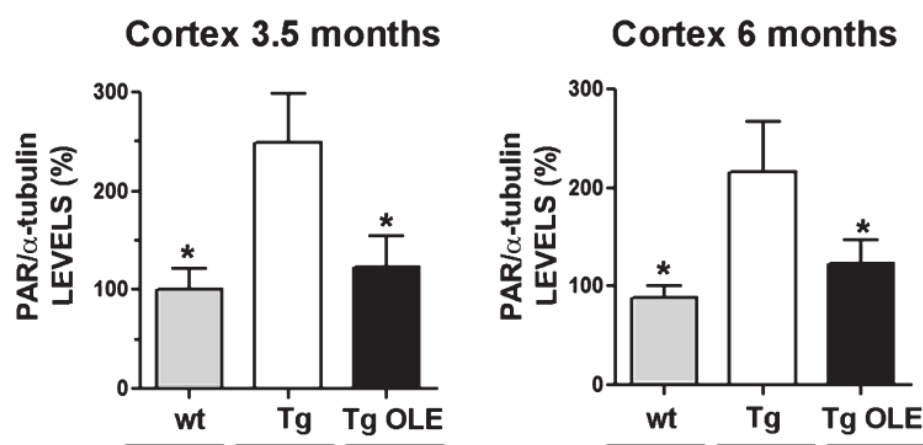 Cortex 3.5 months
PAR/α-tubulin
LEVELS (%)
300
200
100
0
*
*
wt
Tg
Tg OLE
Cortex 6 months
PAR/α-tubulin
LEVELS (%)
300
200
100
0
*
*
wt
Tg
Tg OLE